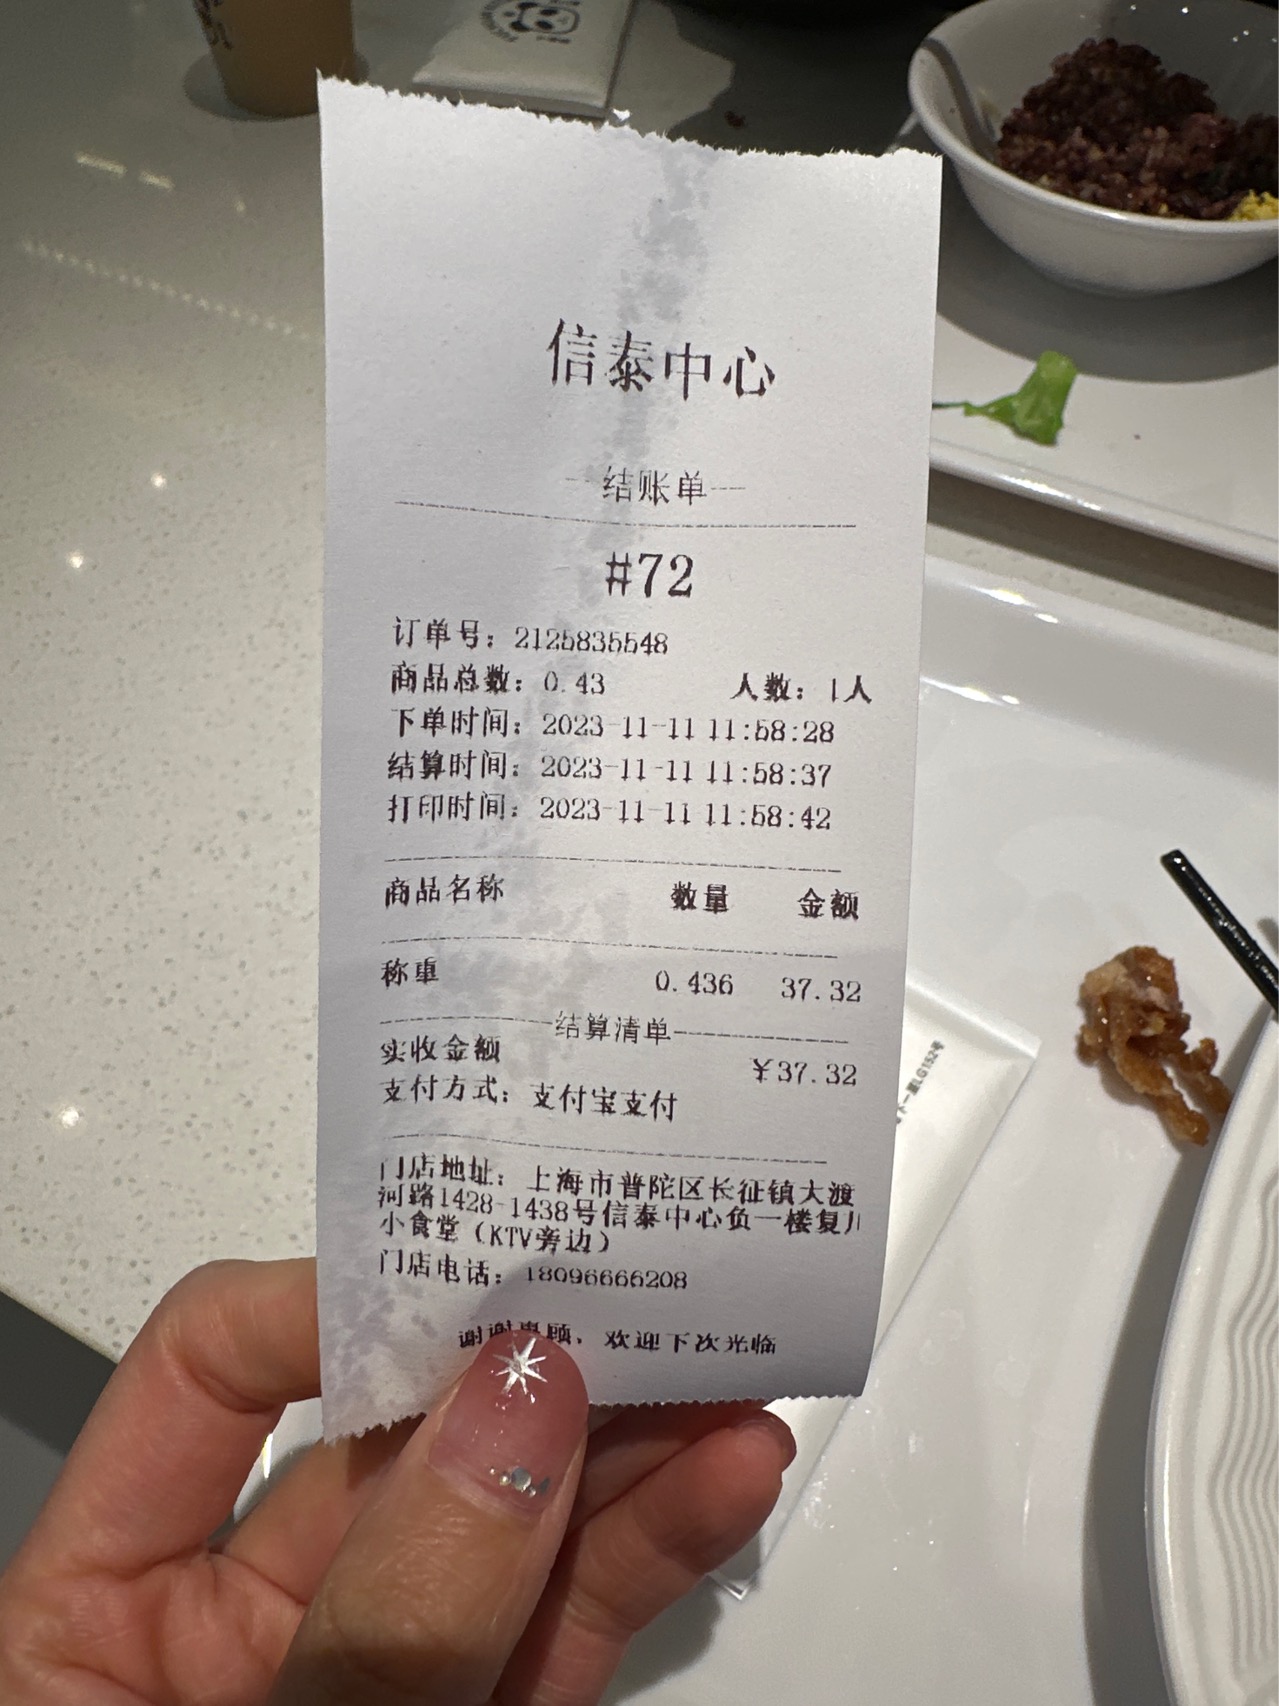 信泰中心
结账单
#72
订单号：2125835548
商品总数：0.43 人数：1人
下单时间：2023-11-11 11:58:28
结算时间：2023-11-11 11:58:37
打印时间：2023-11-11 11:58:42
商品名称 数量 金额
称重 0.436 37.32
结算清单
实收金额 ¥37.32
支付方式：支付宝支付
门店地址：上海市普陀区长征镇大渡
河路1428-1438号信泰中心负一楼复川
小食堂（KTV旁边）
门店电话：18096666208
谢谢惠顾，欢迎下次光临